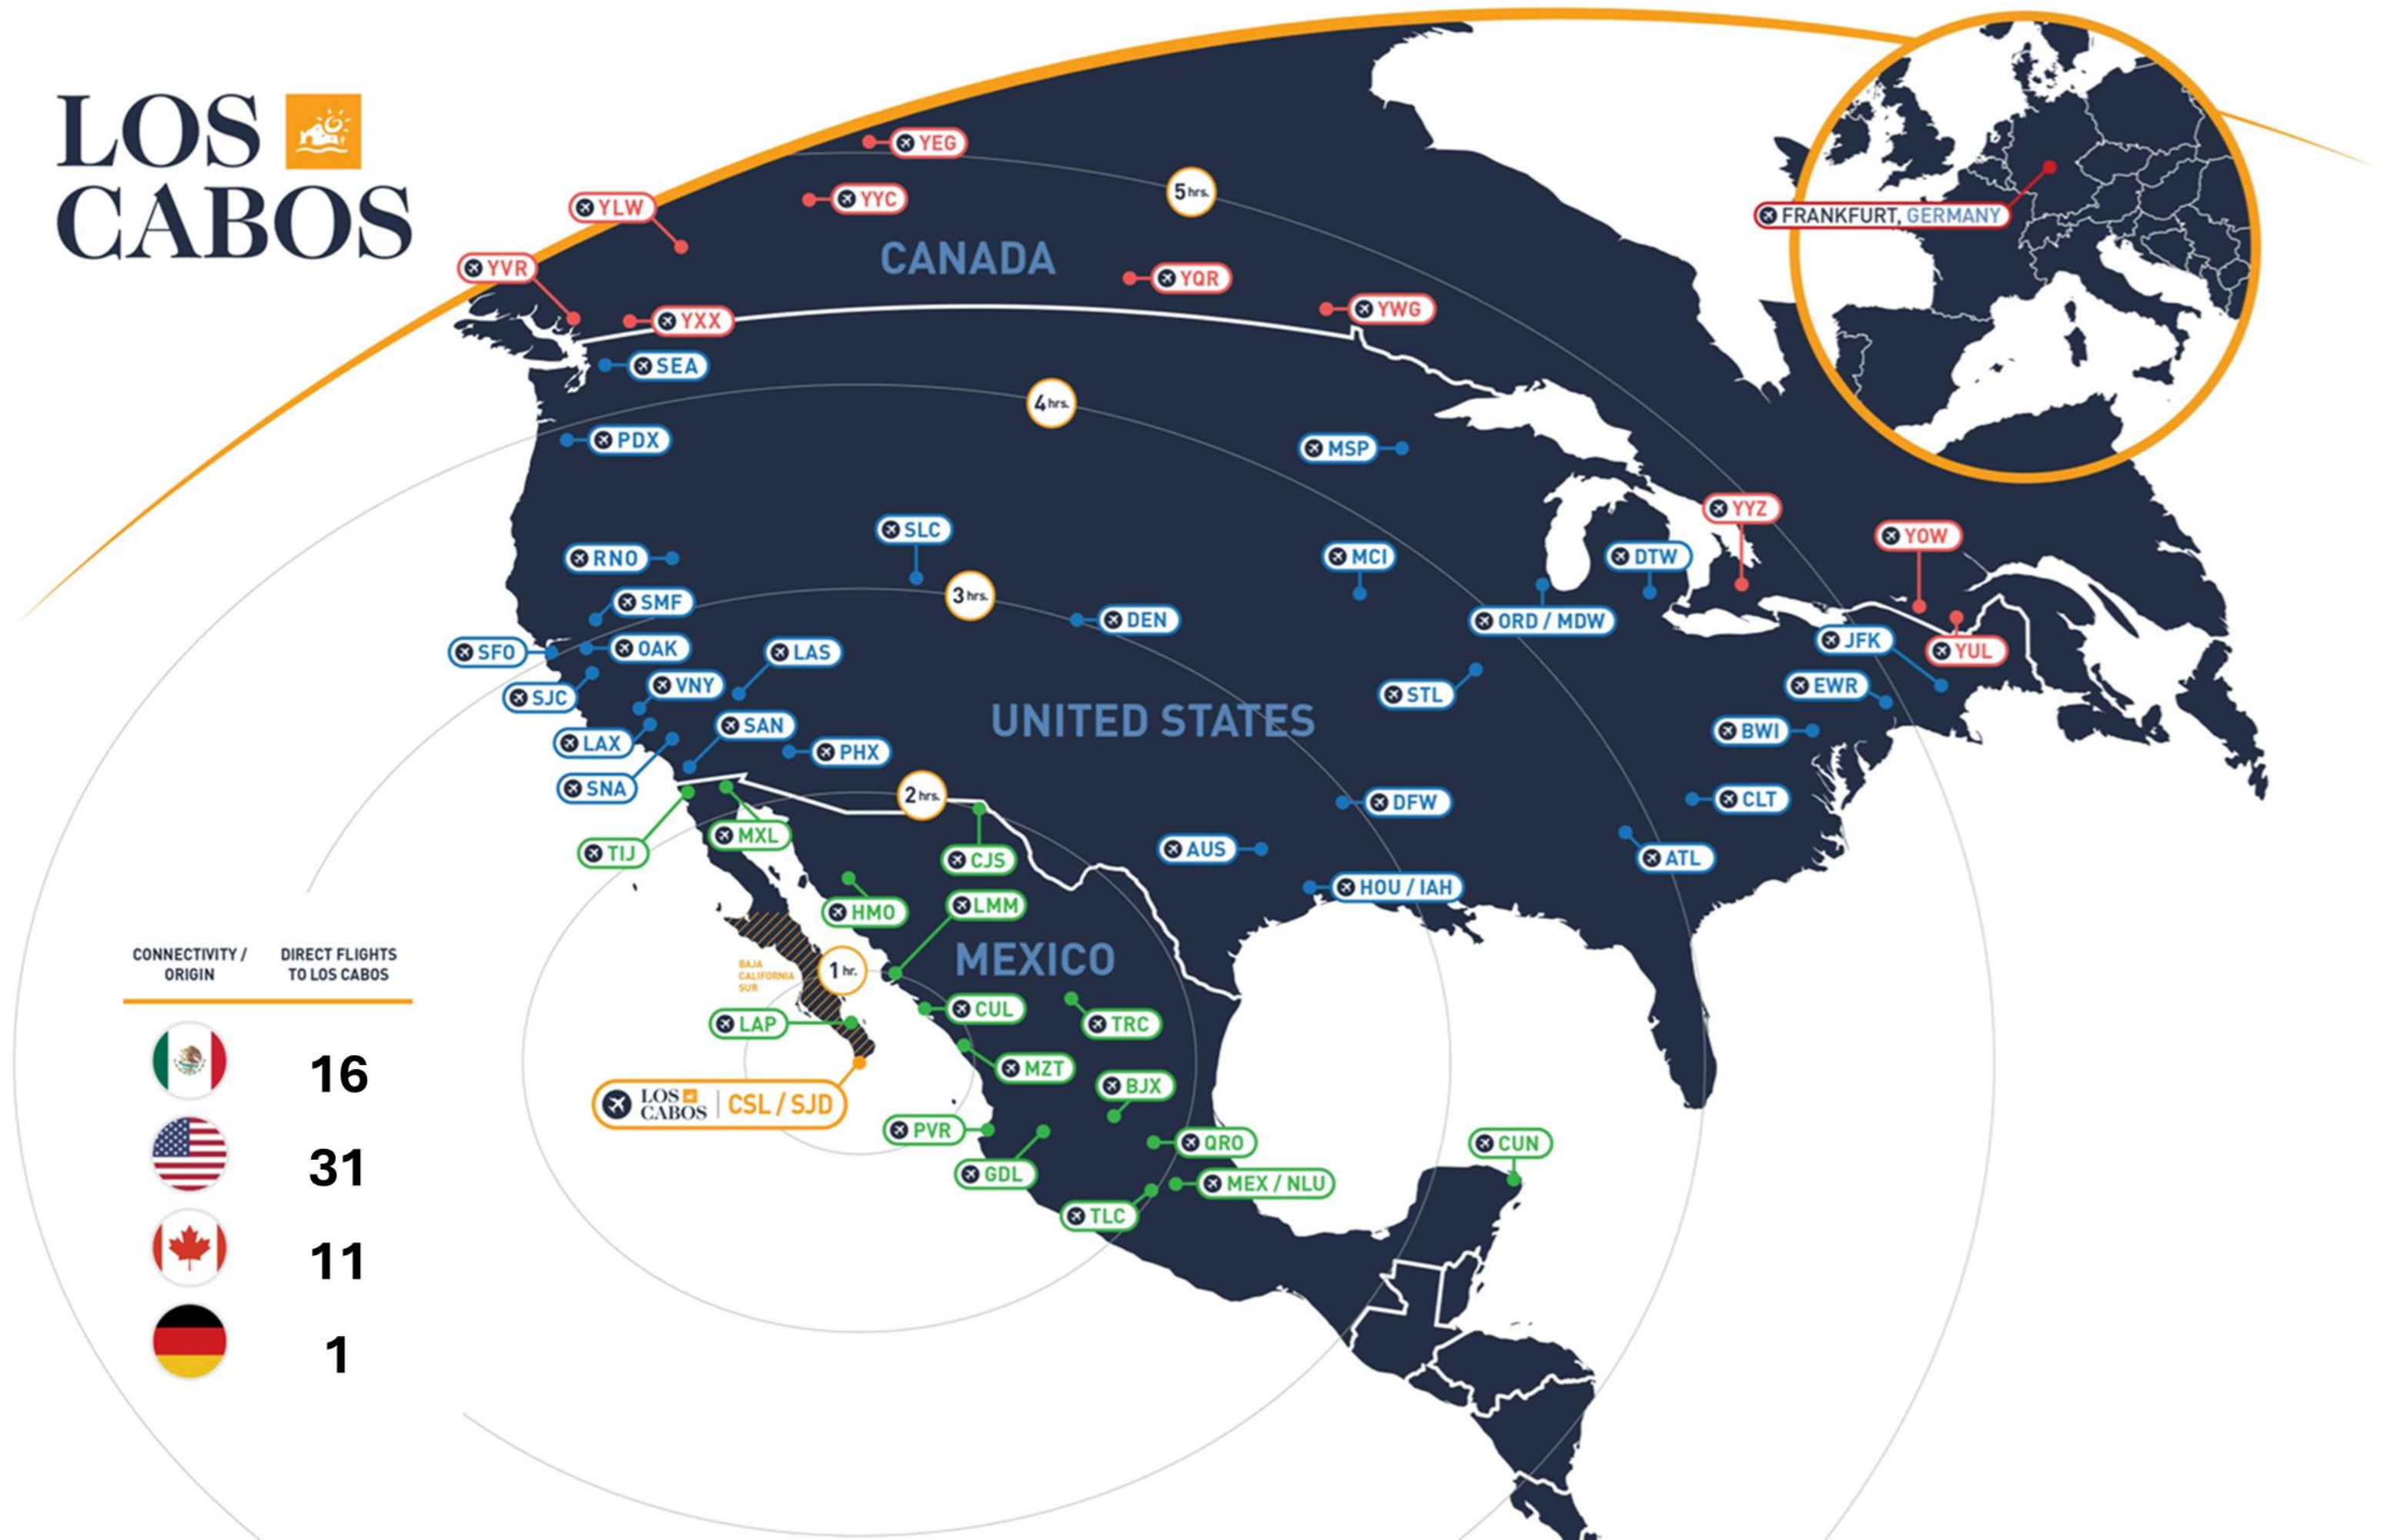 LOS
CABOS
YEG
YYC
YLW
5 hrs.
CANADA
YVR
YQR
YXX
YWG
FRANKFURT, GERMANY
SEA
4 hrs.
PDX
MSP
YYZ
SLC
YOW
RNO
MCI
DTW
3 hrs.
SMF
DEN
ORD / MDW
SFO
OAK
LAS
JFK
YUL
VNY
EWR
SJC
STL
UNITED STATES
SAN
BWI
LAX
PHX
SNA
2 hrs.
DFW
CLT
TIJ
MXL
CJS
AUS
ATL
HOU / IAH
HMO
LMM
MEXICO
1 hr.
BAJA
CALIFORNIA
SUR
CUL
LAP
TRC
MZT
BJX
LOS
CABOS
CSL / SJD
PVR
QRO
CUN
GDL
MEX / NLU
TLC
CONNECTIVITY /
ORIGIN
DIRECT FLIGHTS
TO LOS CABOS
16
31
11
1